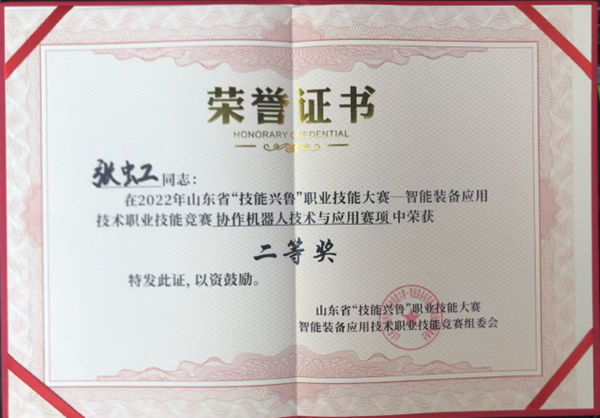 荣誉证书
HONORARY CREDENTIAL
张虹同志：
在2022年山东省“技能兴鲁”职业技能大赛—智能装备应用
技术职业技能竞赛 协作机器人技术与应用赛项 中荣获
二等奖
特发此证，以资鼓励。
山东省“技能兴鲁”职业技能大赛
智能装备应用技术职业技能竞赛组委会